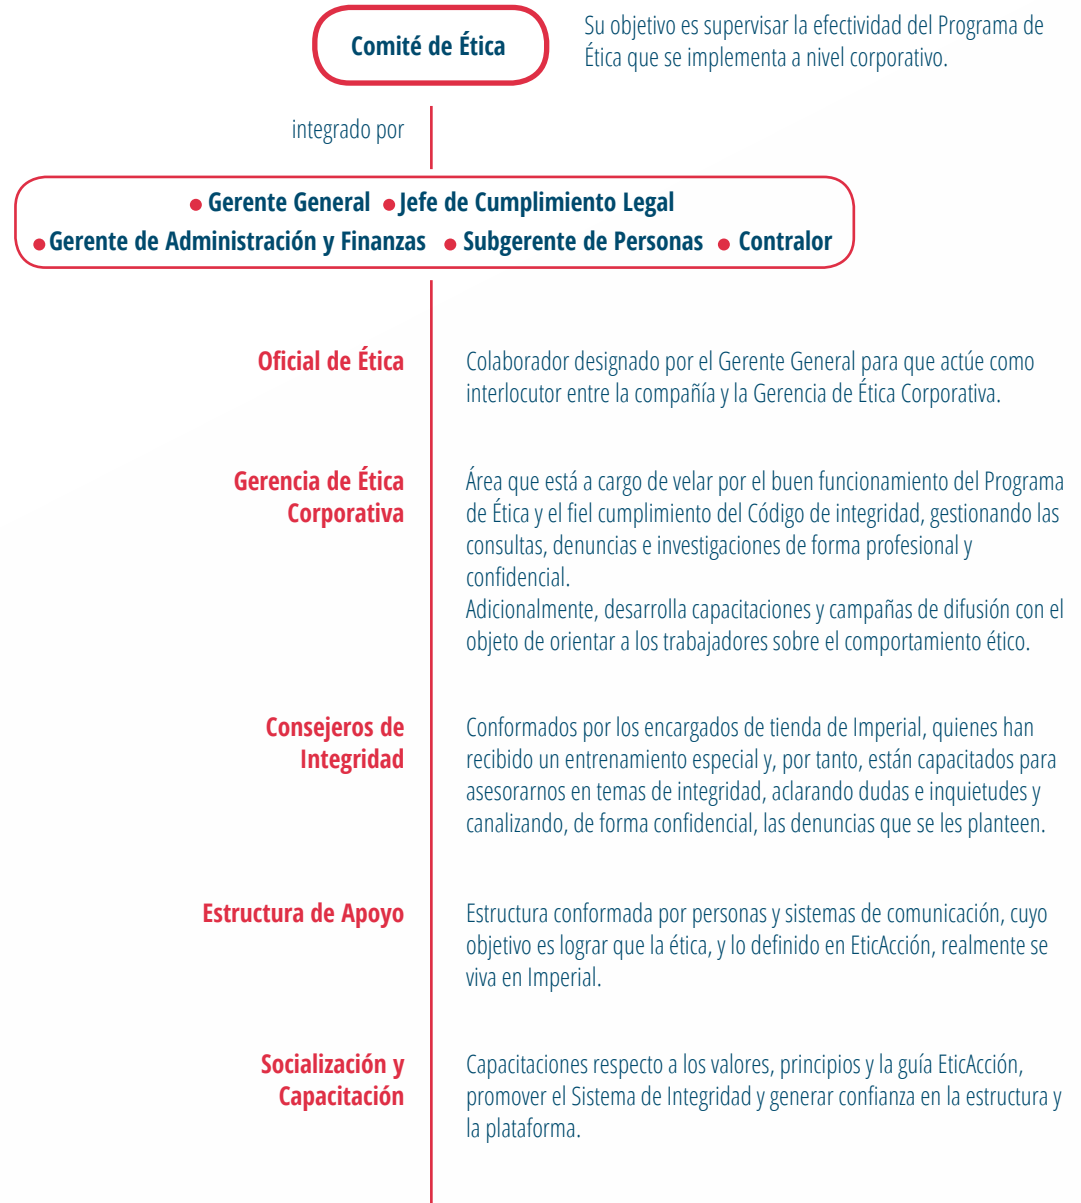 Comité de Ética
Su objetivo es supervisar la efectividad del Programa de
Ética que se implementa a nivel corporativo.
integrado por
● Gerente General ● Jefe de Cumplimiento Legal
● Gerente de Administración y Finanzas ● Subgerente de Personas ● Contralor
Oficial de Ética
Colaborador designado por el Gerente General para que actúe como
interlocutor entre la compañía y la Gerencia de Ética Corporativa.
Gerencia de Ética
Corporativa
Área que está a cargo de velar por el buen funcionamiento del Programa
de Ética y el fiel cumplimiento del Código de integridad, gestionando las
consultas, denuncias e investigaciones de forma profesional y
confidencial.
Adicionalmente, desarrolla capacitaciones y campañas de difusión con el
objeto de orientar a los trabajadores sobre el comportamiento ético.
Consejeros de
Integridad
Conformados por los encargados de tienda de Imperial, quienes han
recibido un entrenamiento especial y, por tanto, están capacitados para
asesorarnos en temas de integridad, aclarando dudas e inquietudes y
canalizando, de forma confidencial, las denuncias que se les planteen.
Estructura de Apoyo
Estructura conformada por personas y sistemas de comunicación, cuyo
objetivo es lograr que la ética, y lo definido en EticAcción, realmente se
viva en Imperial.
Socialización y
Capacitación
Capacitaciones respecto a los valores, principios y la guía EticAcción,
promover el Sistema de Integridad y generar confianza en la estructura y
la plataforma.